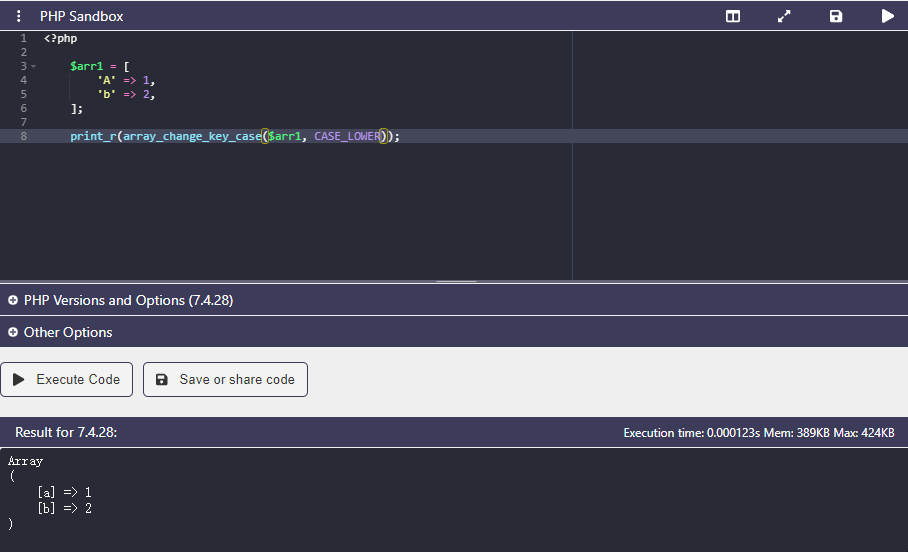 PHP Sandbox
1 <?php
2
3 $arr1 = [
4 'A' => 1,
5 'b' => 2,
6 ];
7
8 print_r(array_change_key_case($arr1, CASE_LOWER));
PHP Versions and Options (7.4.28)
Other Options
Execute Code Save or share code
Result for 7.4.28: Execution time: 0.000123s Mem: 389KB Max: 424KB
Array
(
[a] => 1
[b] => 2
)